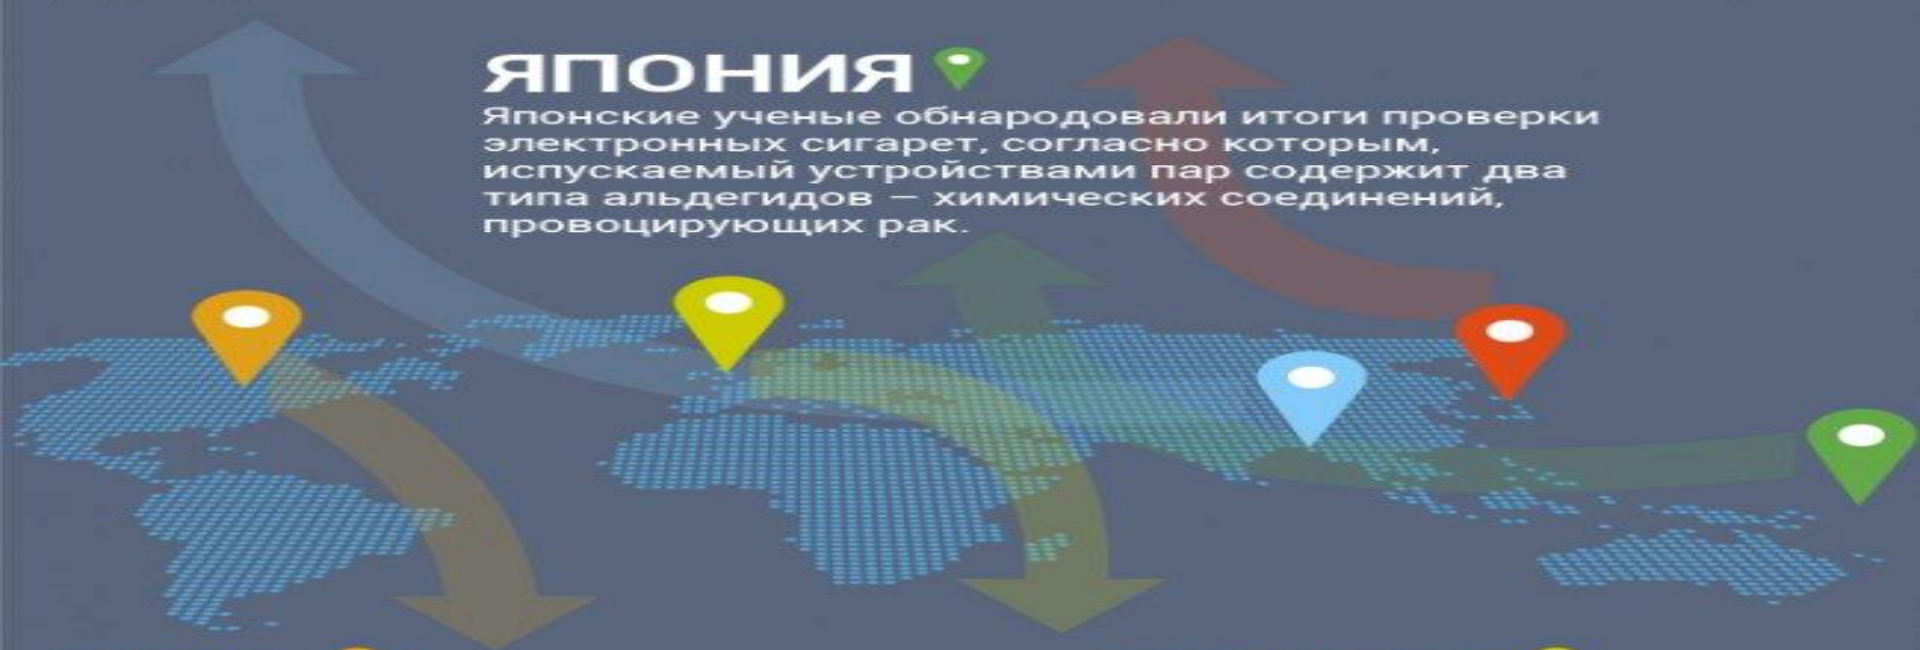 ЯПОНИЯ
Японские ученые обнародовали итоги проверки
электронных сигарет, согласно которым,
испускаемый устройствами пар содержит два
типа альдегидов – химических соединений,
провоцирующих рак.